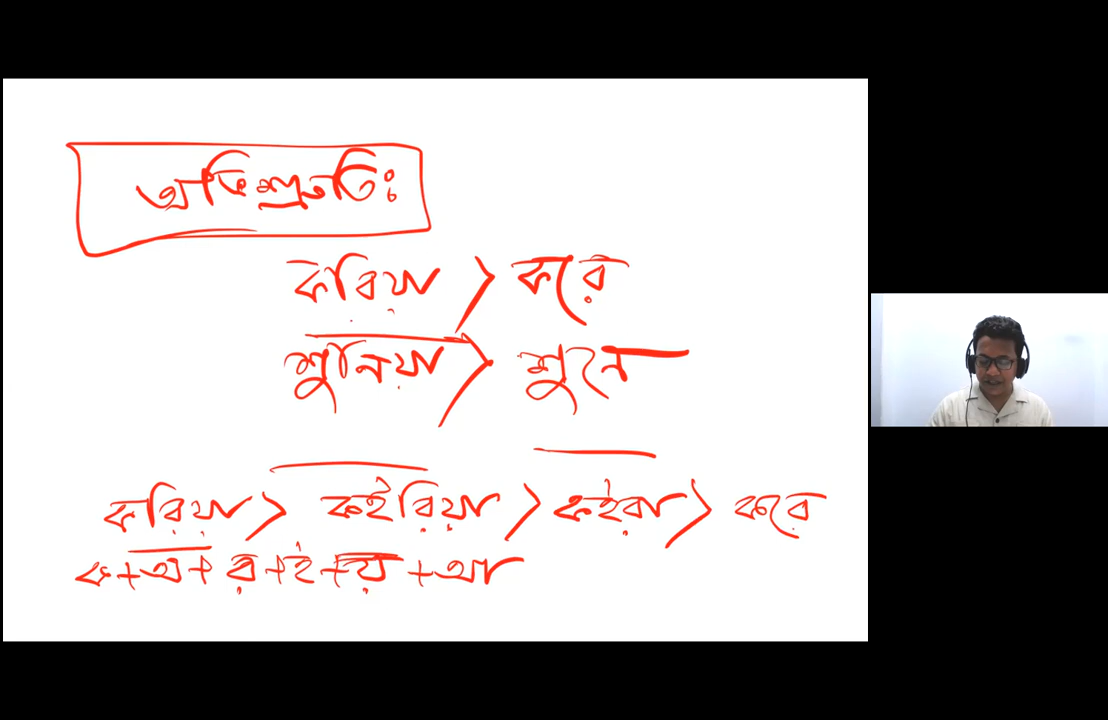 অভিশ্রুতিঃ
করিয়া > করে
শুনিয়া > শুনে
করিয়া > কইরিয়া > কইরা > করে
ক + অ + র + ই + য় + আ